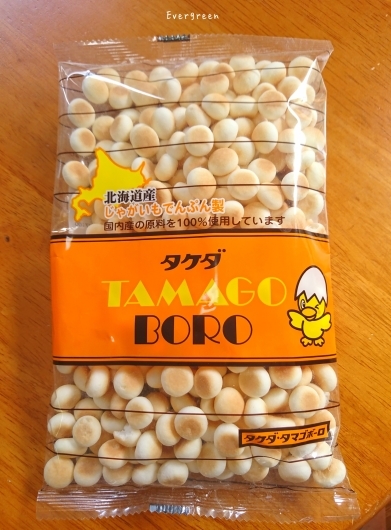 Evergreen
北海道産
じゃがいもでんぷん製
国内産の原料を100%使用しています
タケダ
TAMAGO
BORO
タケダ・タマゴボーロ